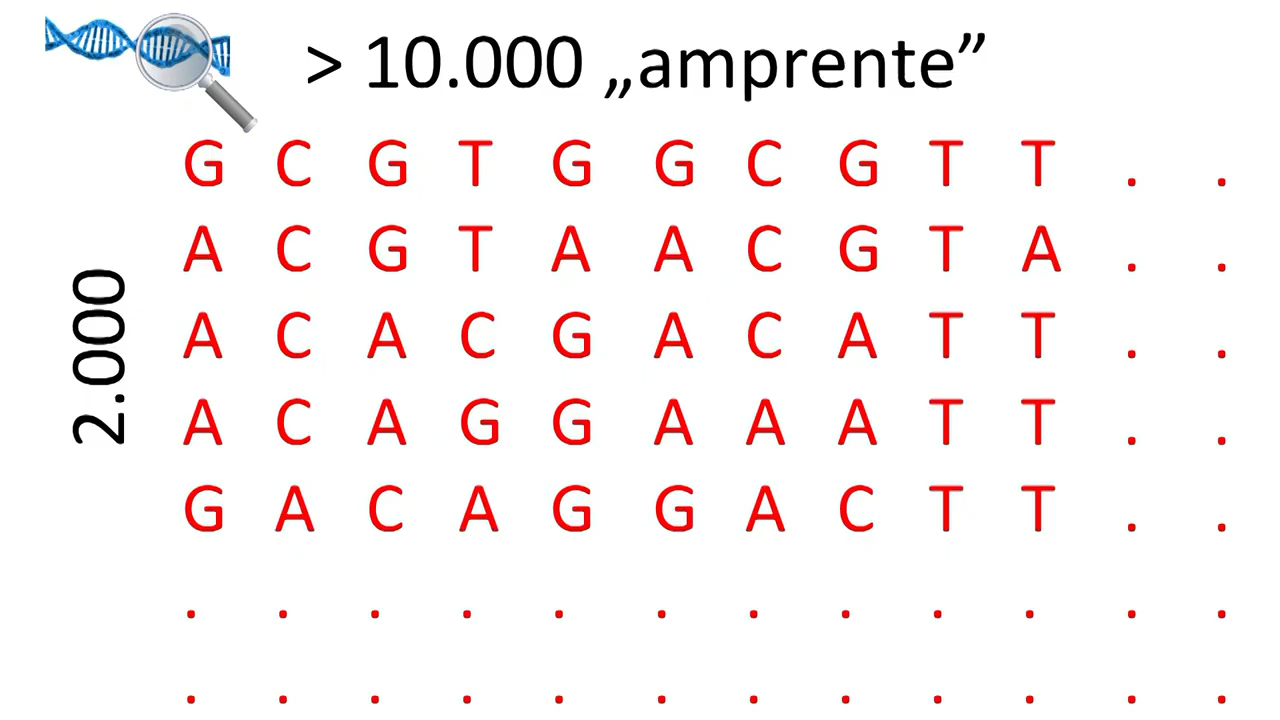 > 10.000 „amprente”
2.000
G C G T G G C G T T . .
A C G T A A C G T A . .
A C A C G A C A T T . .
A C A G G A A A T T . .
G A C A G G A C T T . .
. . . . . . . . . . . .
. . . . . . . . . . . .